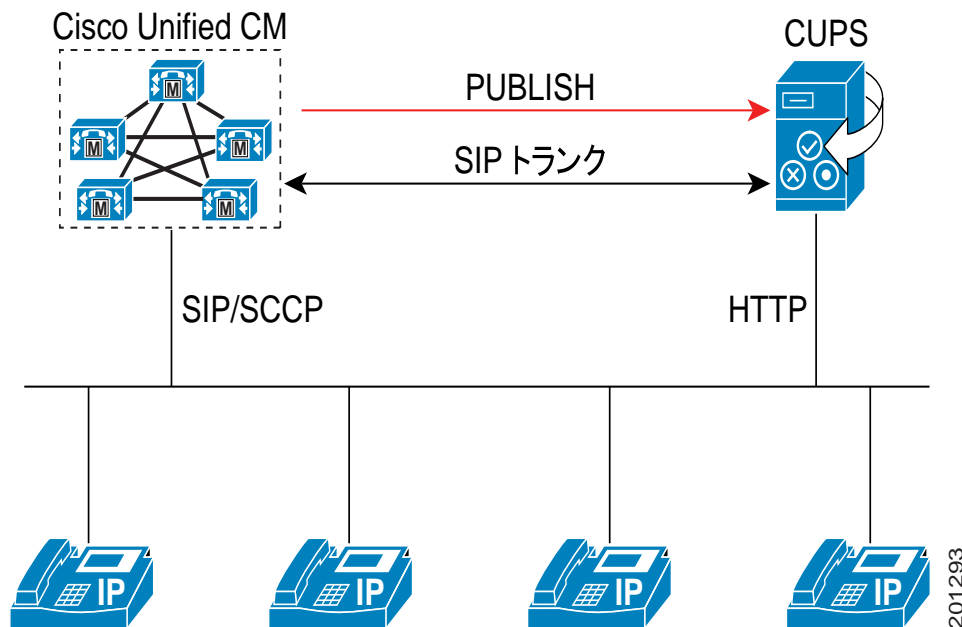 Cisco Unified CM
CUPS
M
PUBLISH
M
M
SIP トランク
M
M
SIP/SCCP
HTTP
IP
IP
IP
IP
201293